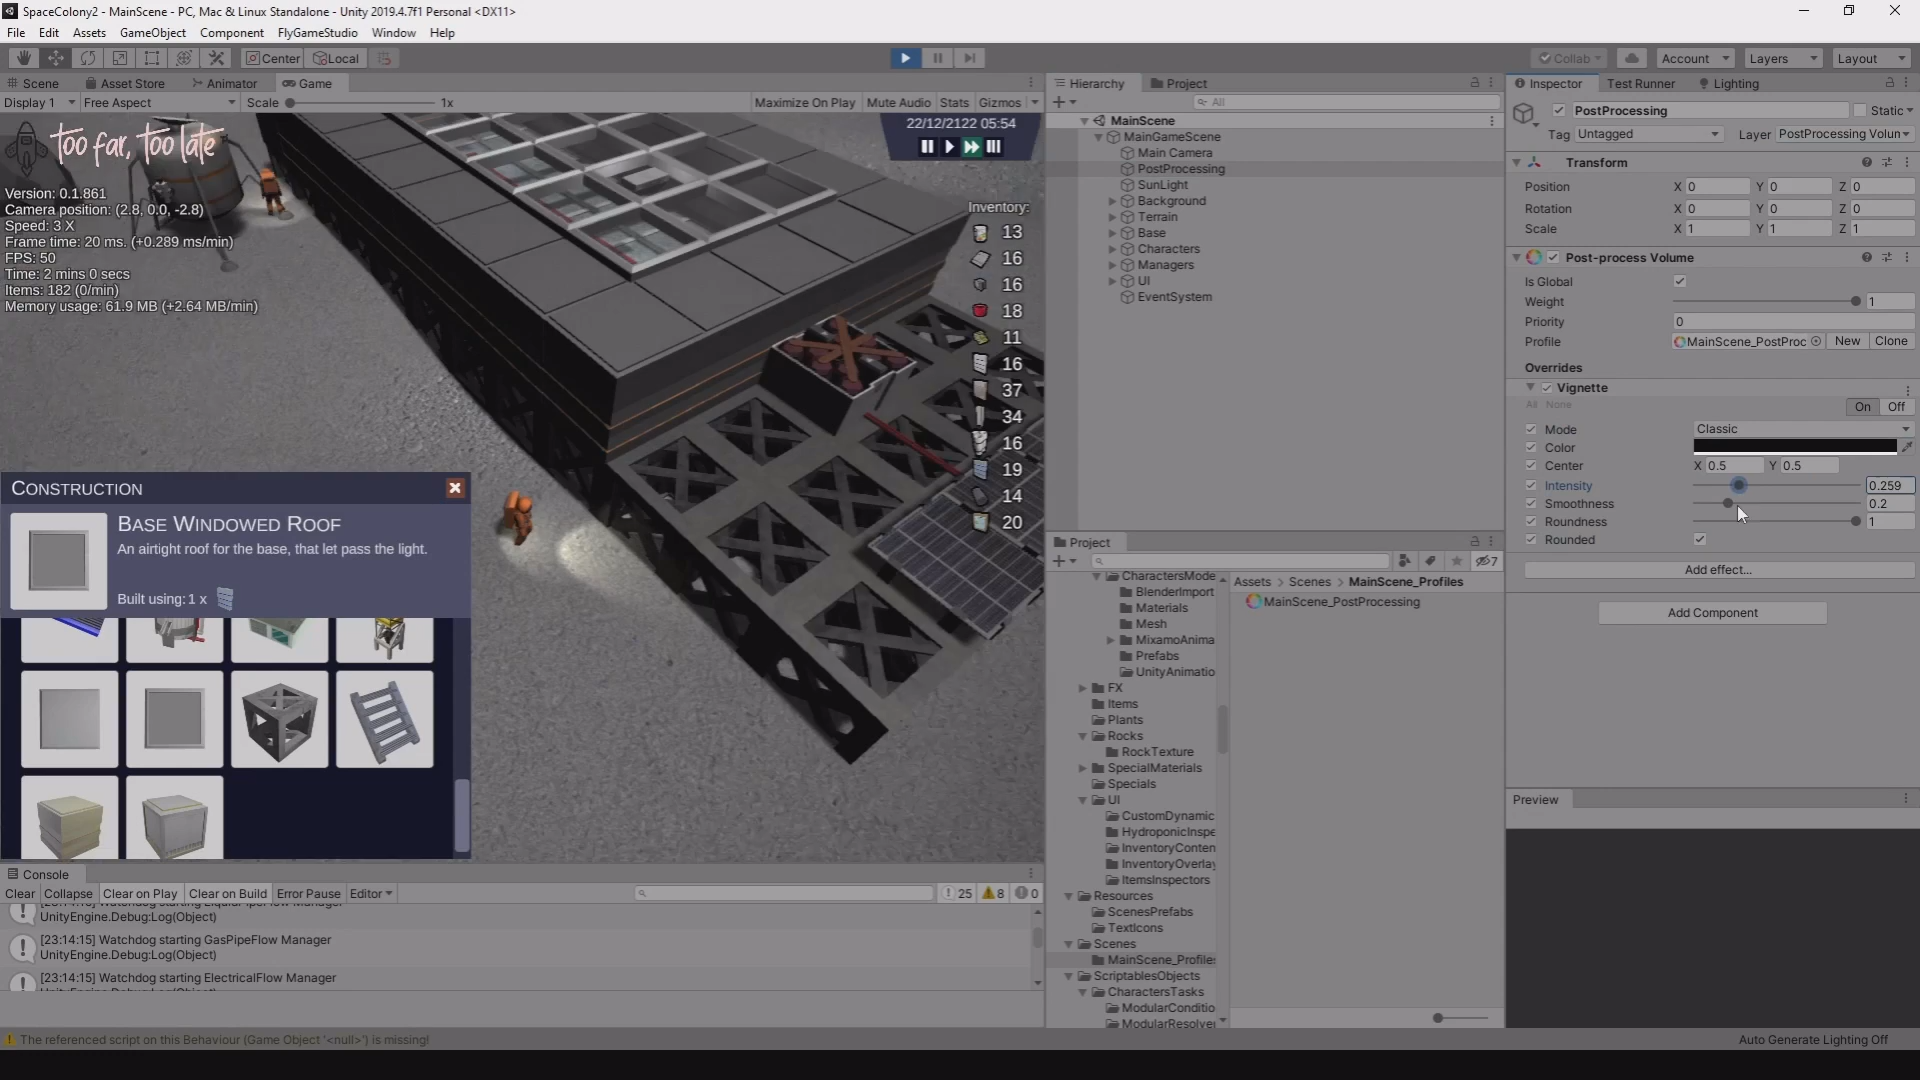 SpaceColony2 - MainScene - PC, Mac & Linux Standalone - Unity 2019.4.7f1 Personal <DX11>
File Edit Assets GameObject Component FlyGameStudio Window Help
Center Local Collab Account Layers Layout
Scene Asset Store Animator Game
Display 1 Free Aspect Scale 1x Maximize On Play Mute Audio Stats Gizmos
too far, too late
22/12/2122 05:54
Version: 0.1.861
Camera position: (2.8, 0.0, -2.8)
Speed: 3 X
Frame time: 20 ms. (+0.289 ms/min)
FPS: 50
Time: 2 mins 0 secs
Items: 182 (0/min)
Memory usage: 61.9 MB (+2.64 MB/min)
Inventory:
13
16
16
18
11
16
37
34
16
19
14
20
Construction
Base Windowed Roof
An airtight roof for the base, that let pass the light.
Built using: 1 x
Console
Clear Collapse Clear on Play Clear on Build Error Pause Editor 25 8 0
UnityEngine.Debug:Log(Object)
[23:14:15] Watchdog starting GasPipeFlow Manager
UnityEngine.Debug:Log(Object)
[23:14:15] Watchdog starting ElectricalFlow Manager
The referenced script on this Behaviour (Game Object '<null>') is missing!
Hierarchy Project
All
MainScene
MainGameScene
Main Camera
PostProcessing
SunLight
Background
Terrain
Base
Characters
Managers
UI
EventSystem
Project
7
CharactersMode
BlenderImport
Materials
Mesh
MixamoAnima
Prefabs
UnityAnimatio
FX
Items
Plants
Rocks
RockTexture
SpecialMaterials
Specials
UI
CustomDynamic
HydroponicInspe
InventoryConten
InventoryOverlay
ItemsInspectors
Resources
ScenesPrefabs
TextIcons
Scenes
MainScene_Profiles
ScriptablesObjects
CharactersTasks
ModularConditio
ModularResolver
Assets > Scenes > MainScene_Profiles
MainScene_PostProcessing
Inspector Test Runner Lighting
PostProcessing Static
Tag Untagged Layer PostProcessing Volun
Transform
Position X 0 Y 0 Z 0
Rotation X 0 Y 0 Z 0
Scale X 1 Y 1 Z 1
Post-process Volume
Is Global
Weight 1
Priority 0
Profile MainScene_PostProc New Clone
Overrides
Vignette
All None On Off
Mode Classic
Color
Center X 0.5 Y 0.5
Intensity 0.259
Smoothness 0.2
Roundness 1
Rounded
Add effect...
Add Component
Preview
Auto Generate Lighting Off